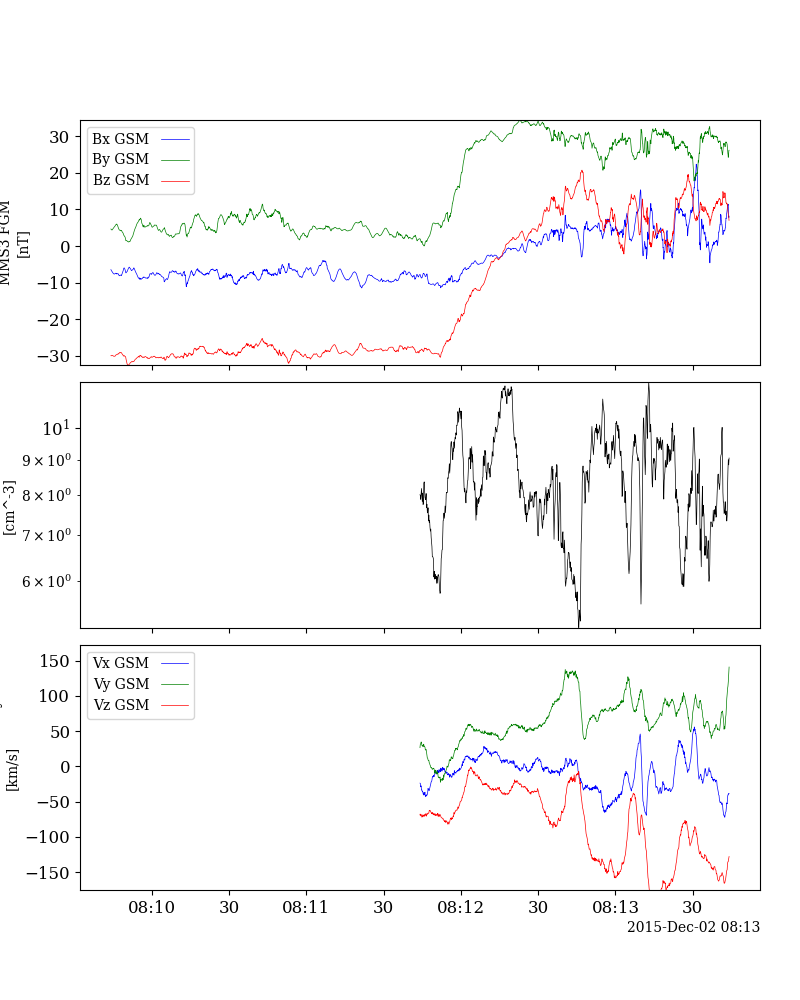 MMS3 FGM
[nT]
Bx GSM
By GSM
Bz GSM
30
20
10
0
−10
−20
−30
[cm^-3]
10¹
9 × 10⁰
8 × 10⁰
7 × 10⁰
6 × 10⁰
[km/s]
Vx GSM
Vy GSM
Vz GSM
150
100
50
0
−50
−100
−150
08:10 30 08:11 30 08:12 30 08:13 30
2015-Dec-02 08:13